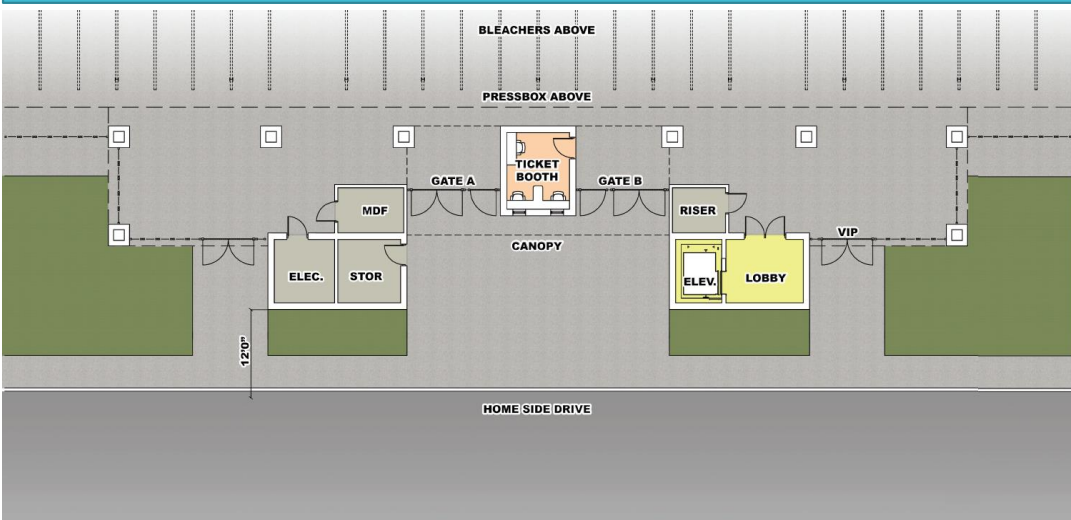 BLEACHERS ABOVE
PRESSBOX ABOVE
TICKET
BOOTH
GATE A
GATE B
MDF
RISER
CANOPY
VIP
ELEC.
STOR
ELEV.
LOBBY
12'0"
HOME SIDE DRIVE